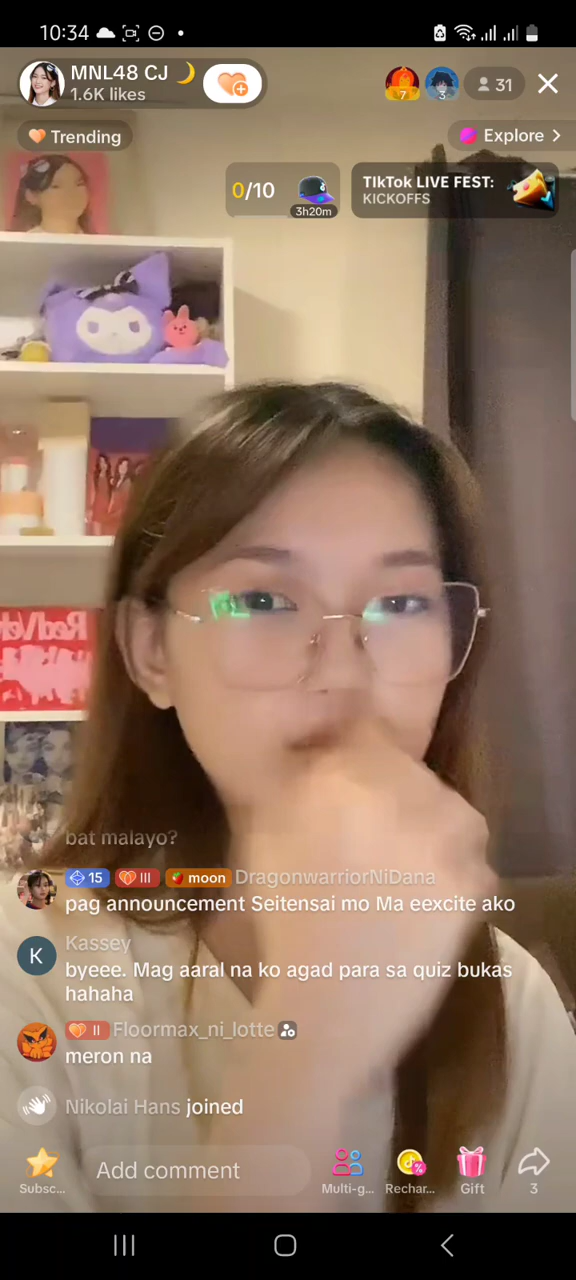 10:34
MNL48 CJ 🌙
1.6K likes
7
3
31
Trending
Explore >
0/10
3h20m
TikTok LIVE FEST:
KICKOFFS
RedVel
bat malayo?
15 III moon DragonwarriorNiDana
pag announcement Seitensai mo Ma eexcite ako
K
Kassey
byeee. Mag aaral na ko agad para sa quiz bukas
hahaha
II Floormax_ni_lotte
meron na
Nikolai Hans joined
Add comment
Subsc...
Multi-g...
Rechar...
Gift
3